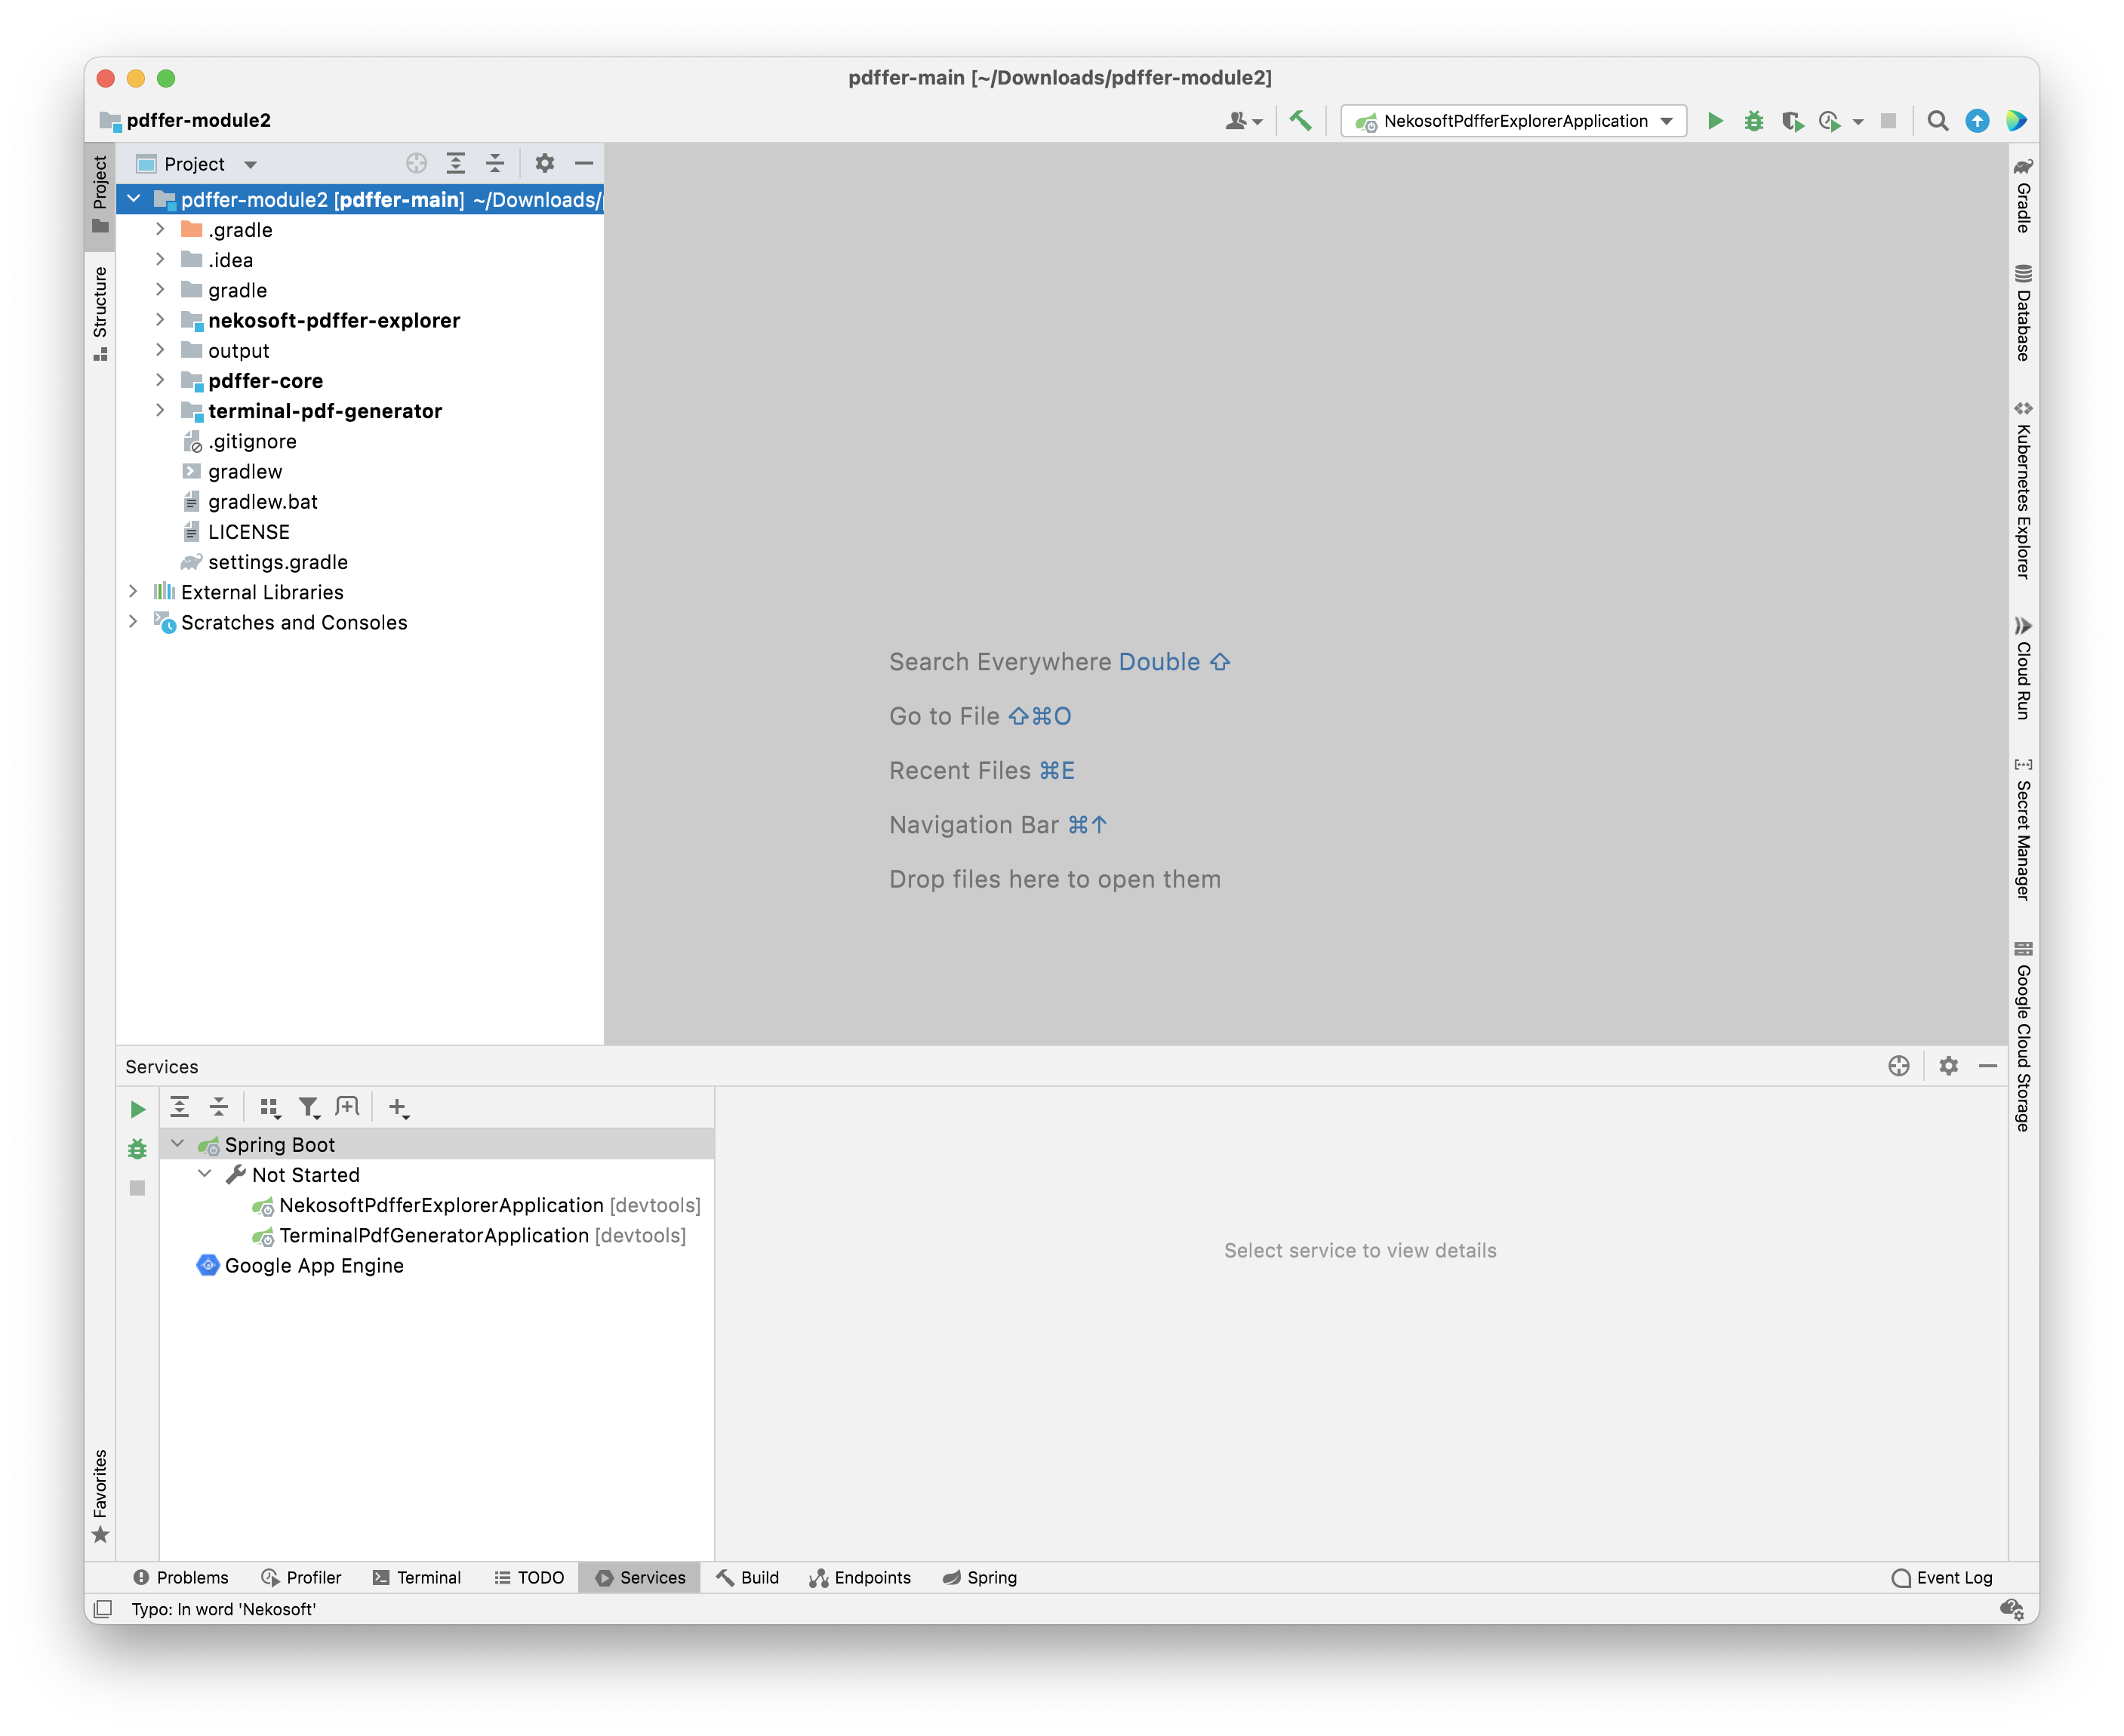 pdffer-main [~/Downloads/pdffer-module2]
pdffer-module2
NekosoftPdfferExplorerApplication
Project
Structure
Favorites
Project
pdffer-module2 [pdffer-main] ~/Downloads/
.gradle
.idea
gradle
nekosoft-pdffer-explorer
output
pdffer-core
terminal-pdf-generator
.gitignore
gradlew
gradlew.bat
LICENSE
settings.gradle
External Libraries
Scratches and Consoles
Search Everywhere Double ⇧
Go to File ⇧⌘O
Recent Files ⌘E
Navigation Bar ⌘↑
Drop files here to open them
Gradle
Database
Kubernetes Explorer
Cloud Run
Secret Manager
Google Cloud Storage
Services
Spring Boot
Not Started
NekosoftPdfferExplorerApplication [devtools]
TerminalPdfGeneratorApplication [devtools]
Google App Engine
Select service to view details
Problems Profiler Terminal TODO Services Build Endpoints Spring Event Log
Typo: In word 'Nekosoft'